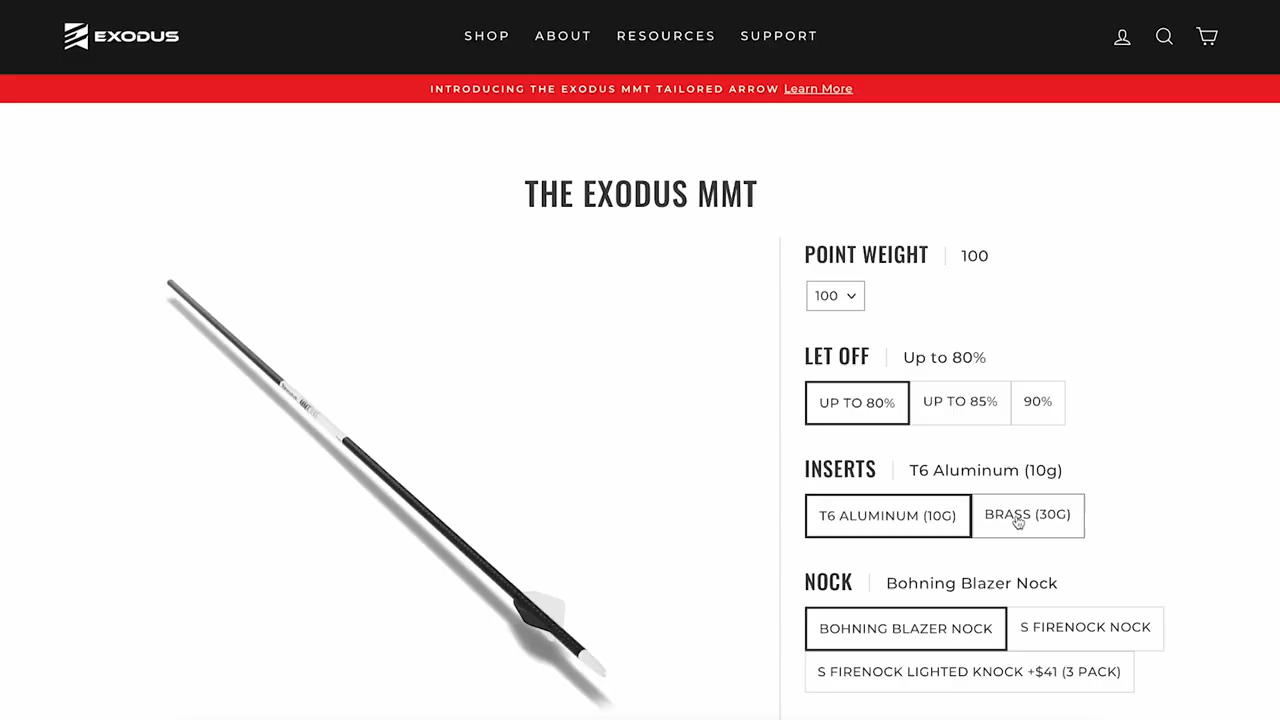 EXODUS
SHOP ABOUT RESOURCES SUPPORT
INTRODUCING THE EXODUS MMT TAILORED ARROW Learn More
THE EXODUS MMT
POINT WEIGHT 100
100
LET OFF Up to 80%
UP TO 80% UP TO 85% 90%
INSERTS T6 Aluminum (10g)
T6 ALUMINUM (10G) BRASS (30G)
NOCK Bohning Blazer Nock
BOHNING BLAZER NOCK S FIRENOCK NOCK
S FIRENOCK LIGHTED KNOCK +$41 (3 PACK)